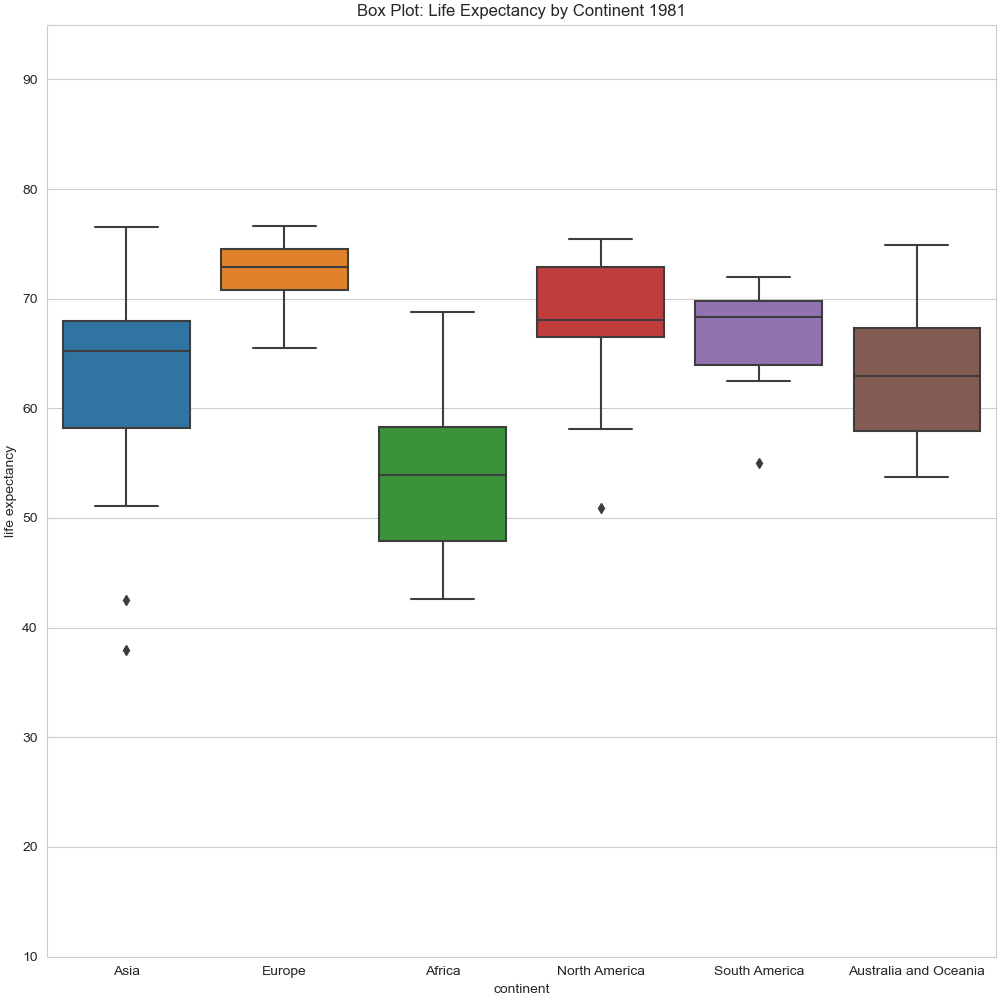 Box Plot: Life Expectancy by Continent 1981
life expectancy
90
80
70
60
50
40
30
20
10
Asia
Europe
Africa
North America
South America
Australia and Oceania
continent